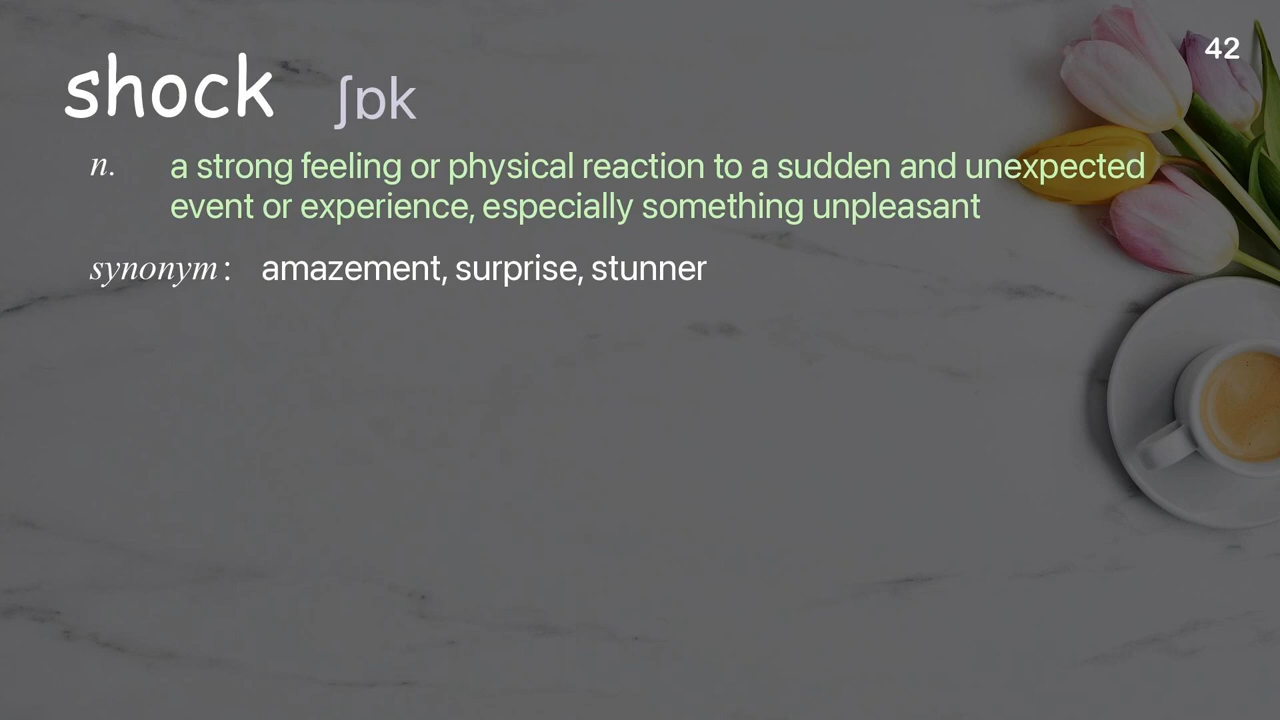 42
shock ʃɒk
n. a strong feeling or physical reaction to a sudden and unexpected
event or experience, especially something unpleasant
synonym : amazement, surprise, stunner